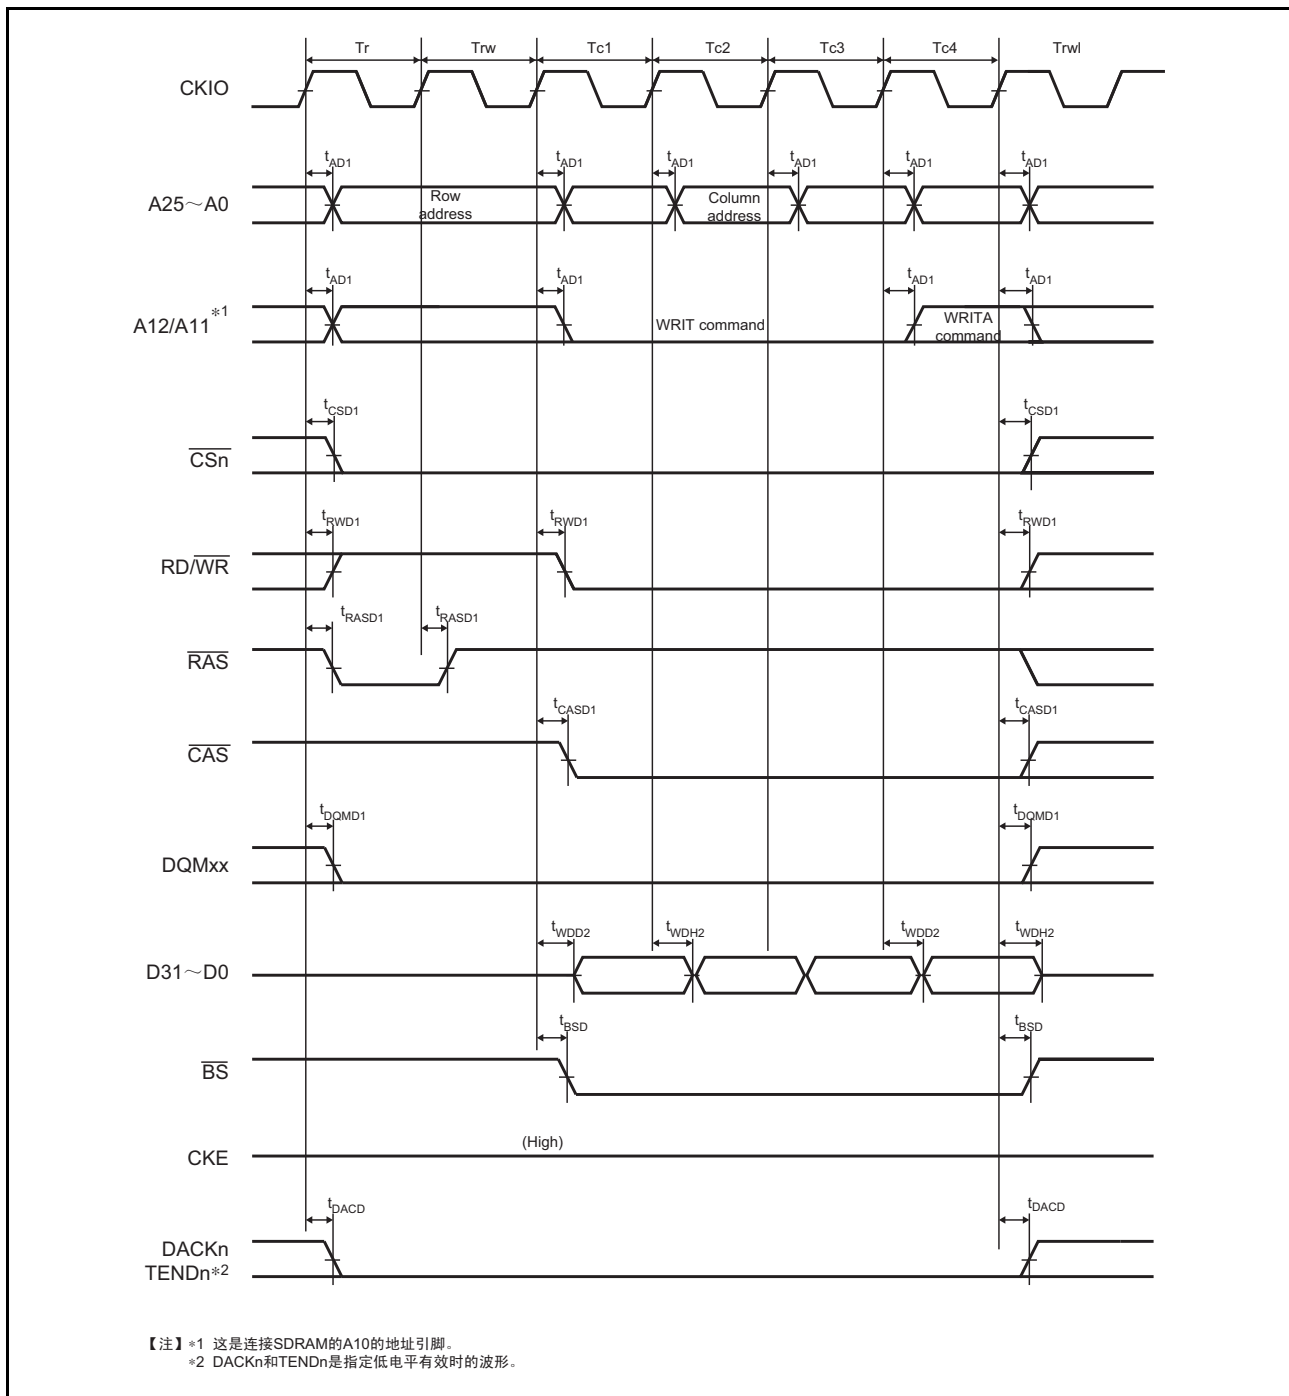 Tr Trw Tc1 Tc2 Tc3 Tc4 Trwl
CKIO
tAD1 tAD1 tAD1 tAD1 tAD1 tAD1
A25～A0
Row address
Column address
tAD1 tAD1 tAD1 tAD1
A12/A11*1
WRIT command
WRITA command
tCSD1 tCSD1
CSn
tRWD1 tRWD1 tRWD1
RD/WR
tRASD1 tRASD1
RAS
tCASD1 tCASD1
CAS
tDQMD1 tDQMD1
DQMxx
tWDD2 tWDH2 tWDD2 tWDH2
D31～D0
tBSD tBSD
BS
(High)
CKE
tDACD tDACD
DACKn
TENDn*2
【注】*1 这是连接SDRAM的A10的地址引脚。
*2 DACKn和TENDn是指定低电平有效时的波形。